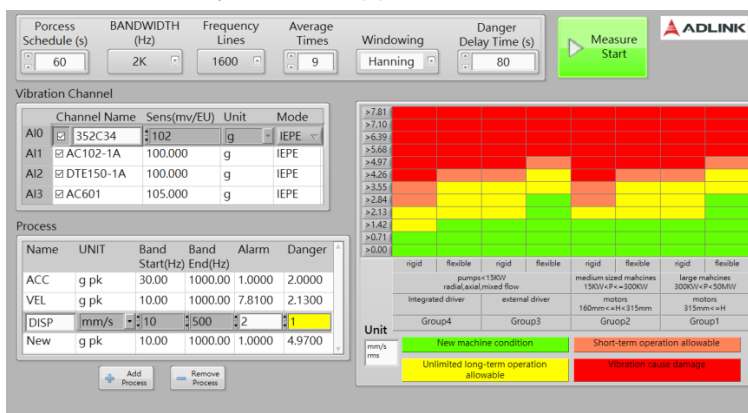 Porcess Schedule (s)
60
BANDWIDTH (Hz)
2K
Frequency Lines
1600
Average Times
9
Windowing
Hanning
Danger Delay Time (s)
80
Measure Start
ADLINK
Vibration Channel
Channel Name Sens(mv/EU) Unit Mode
AI0 352C34 102 g IEPE
AI1 AC102-1A 100.000 g IEPE
AI2 DTE150-1A 100.000 g IEPE
AI3 AC601 105.000 g IEPE
Process
Name UNIT Band Start(Hz) Band End(Hz) Alarm Danger
ACC g pk 30.00 1000.00 1.0000 2.0000
VEL g pk 10.00 1000.00 7.8100 2.1300
DISP mm/s 10 500 2 1
New g pk 10.00 1000.00 1.0000 4.9700
Add Process
Remove Process
>7.81
>7.10
>6.39
>5.68
>4.97
>4.26
>3.55
>2.84
>2.13
>1.42
>0.71
>0.00
rigid flexible rigid flexible rigid flexible rigid flexible
pumps<15KW
radial,axial,mixed flow
medium sized mahcines
15KW<P<=300KW
large mahcines
300KW<P<50MW
Integrated driver
external driver
motors
160mm<=H<315mm
motors
315mm<=H
Group4
Group3
Gruop2
Group1
Unit
mm/s
rms
New machine condition
Short-term operation allowable
Unlimited long-term operation allowable
Vibration cause damage